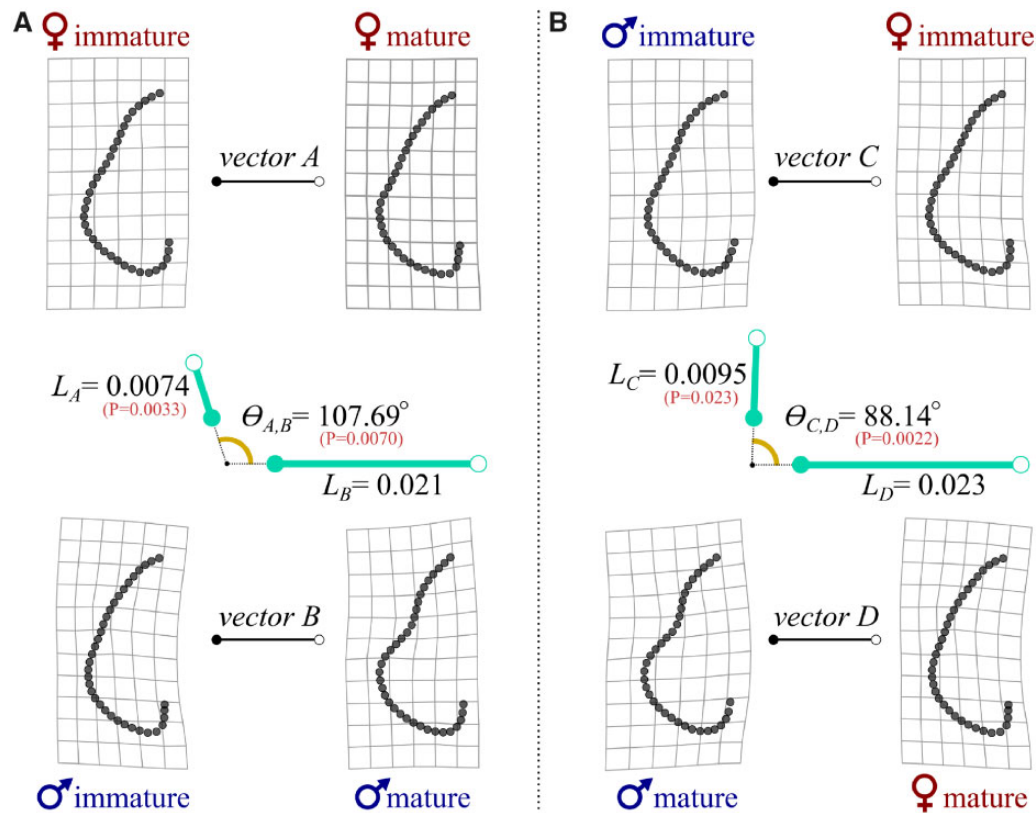 A
♀ immature
♀ mature
vector A
L_A= 0.0074
(P=0.0033)
Θ_A,B= 107.69°
(P=0.0070)
L_B= 0.021
vector B
♂ immature
♂ mature
B
♂ immature
♀ immature
vector C
L_C= 0.0095
(P=0.023)
Θ_C,D= 88.14°
(P=0.0022)
L_D= 0.023
vector D
♂ mature
♀ mature